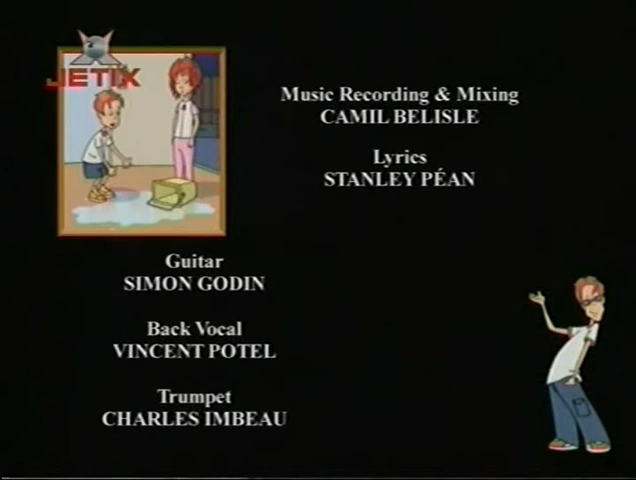 JETIX
Music Recording & Mixing
CAMIL BELISLE
Lyrics
STANLEY PÉAN
Guitar
SIMON GODIN
Back Vocal
VINCENT POTEL
Trumpet
CHARLES IMBEAU